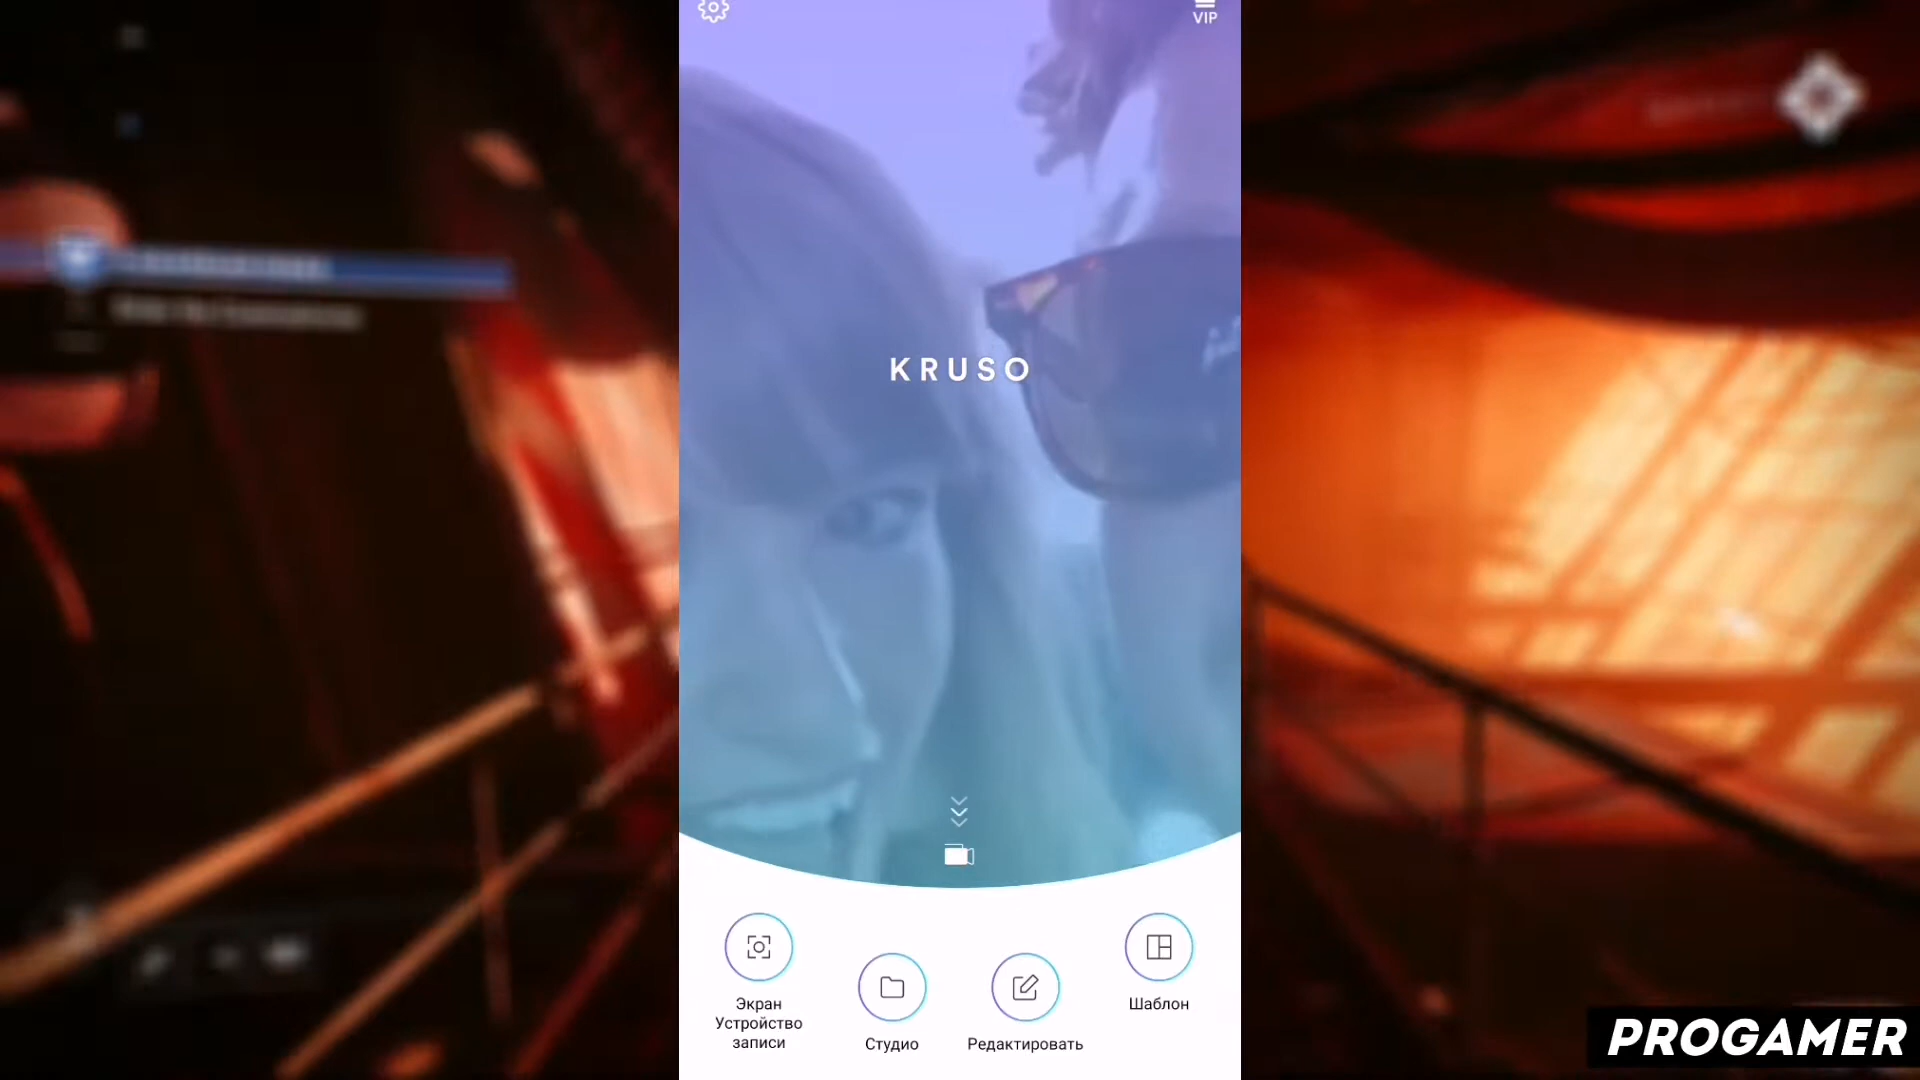 VIP
KRUSO
Экран
Устройство
записи
Студио
Редактировать
Шаблон
PROGAMER